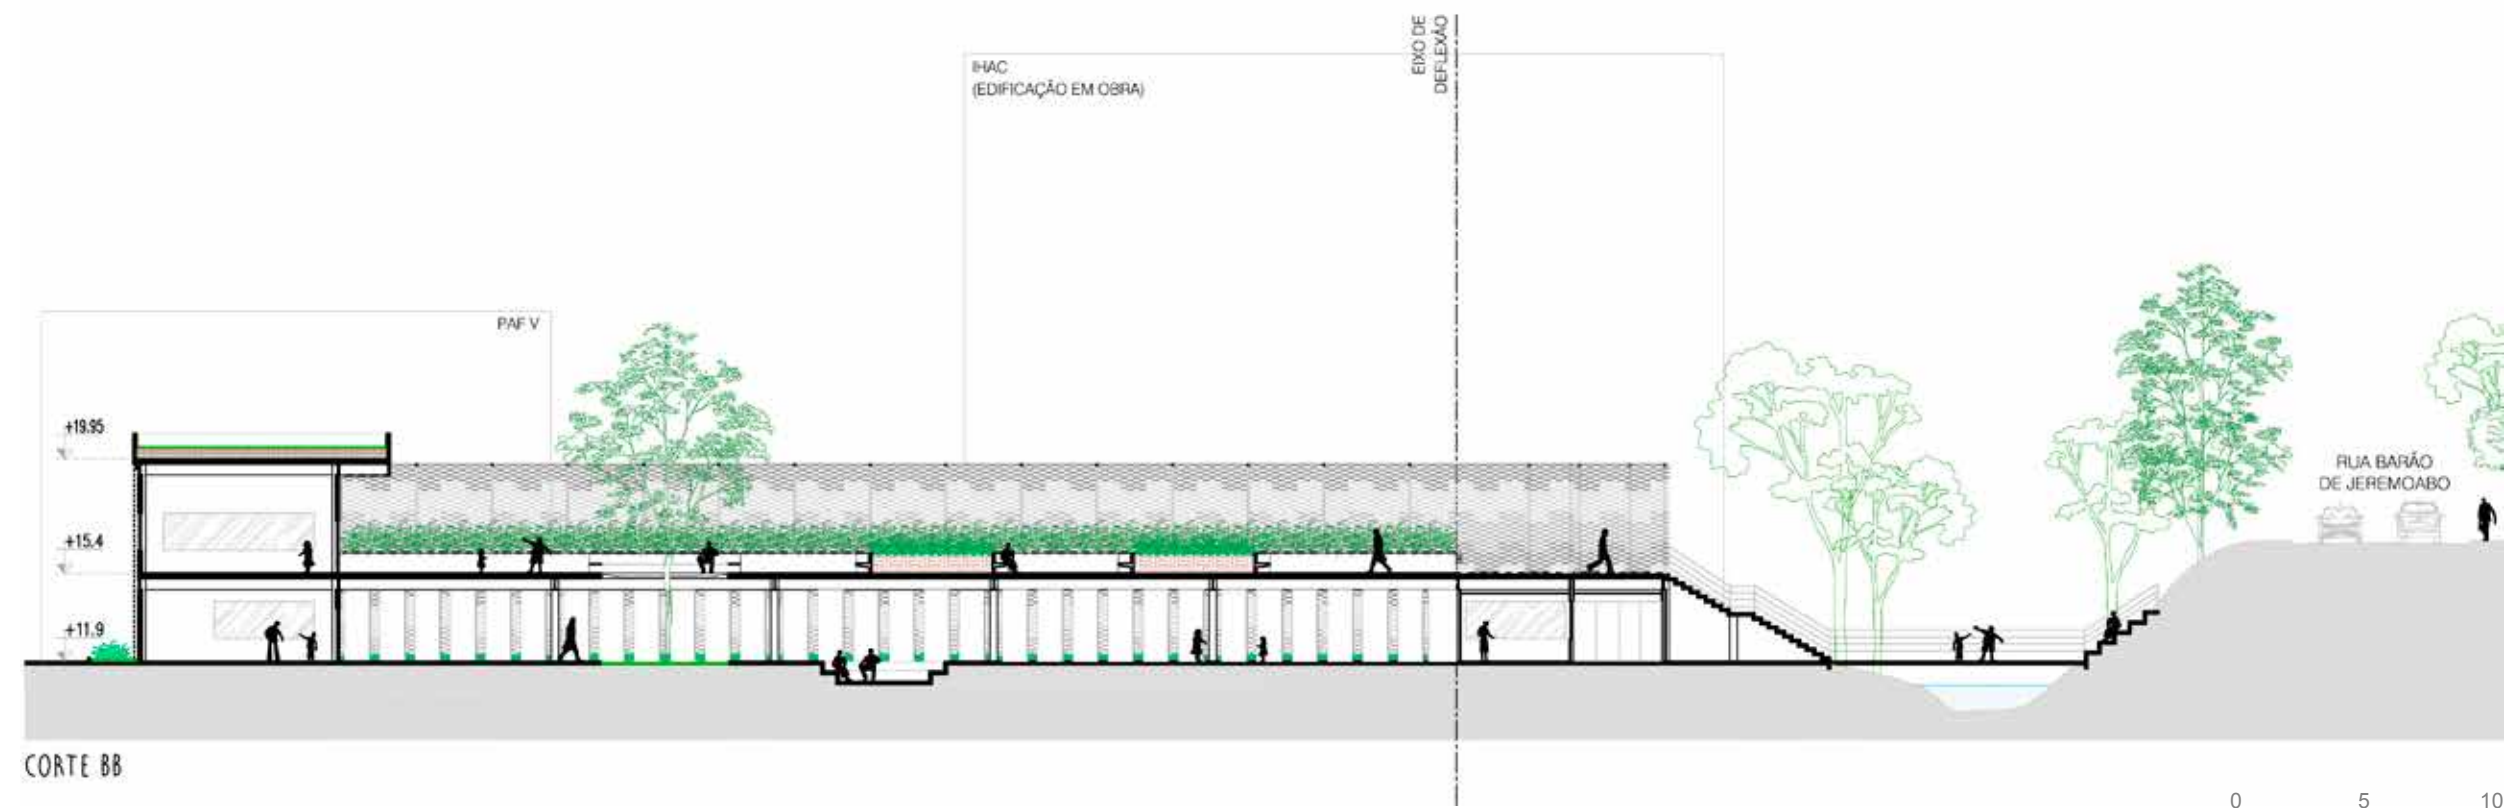 EIXO DE
DEFLEXÃO
IHAC
(EDIFICAÇÃO EM OBRA)
PAF V
+19.95
RUA BARÃO
DE JEREMOABO
+15.4
+11.9
CORTE BB
0 5 10